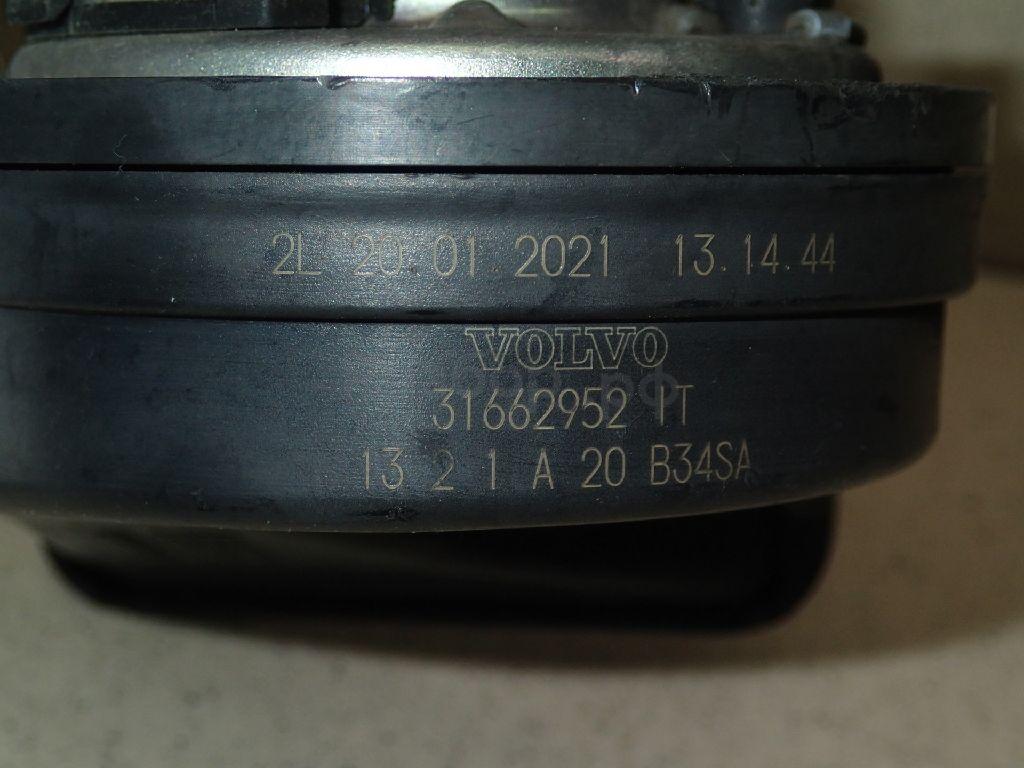 2L 20.01.2021 13.14.44
VOLVO
31662952 IT
13 2 1 A 20 B34SA